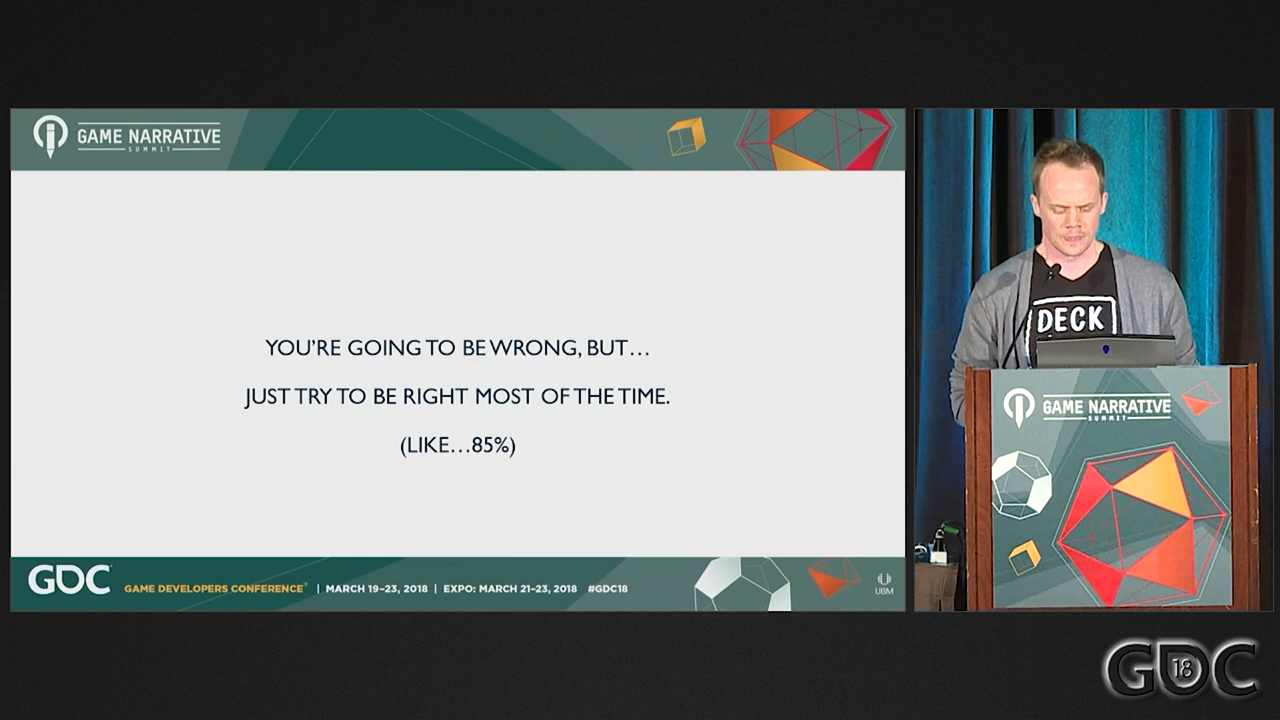 GAME NARRATIVE
SUMMIT
YOU'RE GOING TO BE WRONG, BUT…
JUST TRY TO BE RIGHT MOST OF THE TIME.
(LIKE…85%)
GDC
GAME DEVELOPERS CONFERENCE® | MARCH 19–23, 2018 | EXPO: MARCH 21–23, 2018 #GDC18
UBM
DECK
GAME NARRATIVE
SUMMIT
GDC
18